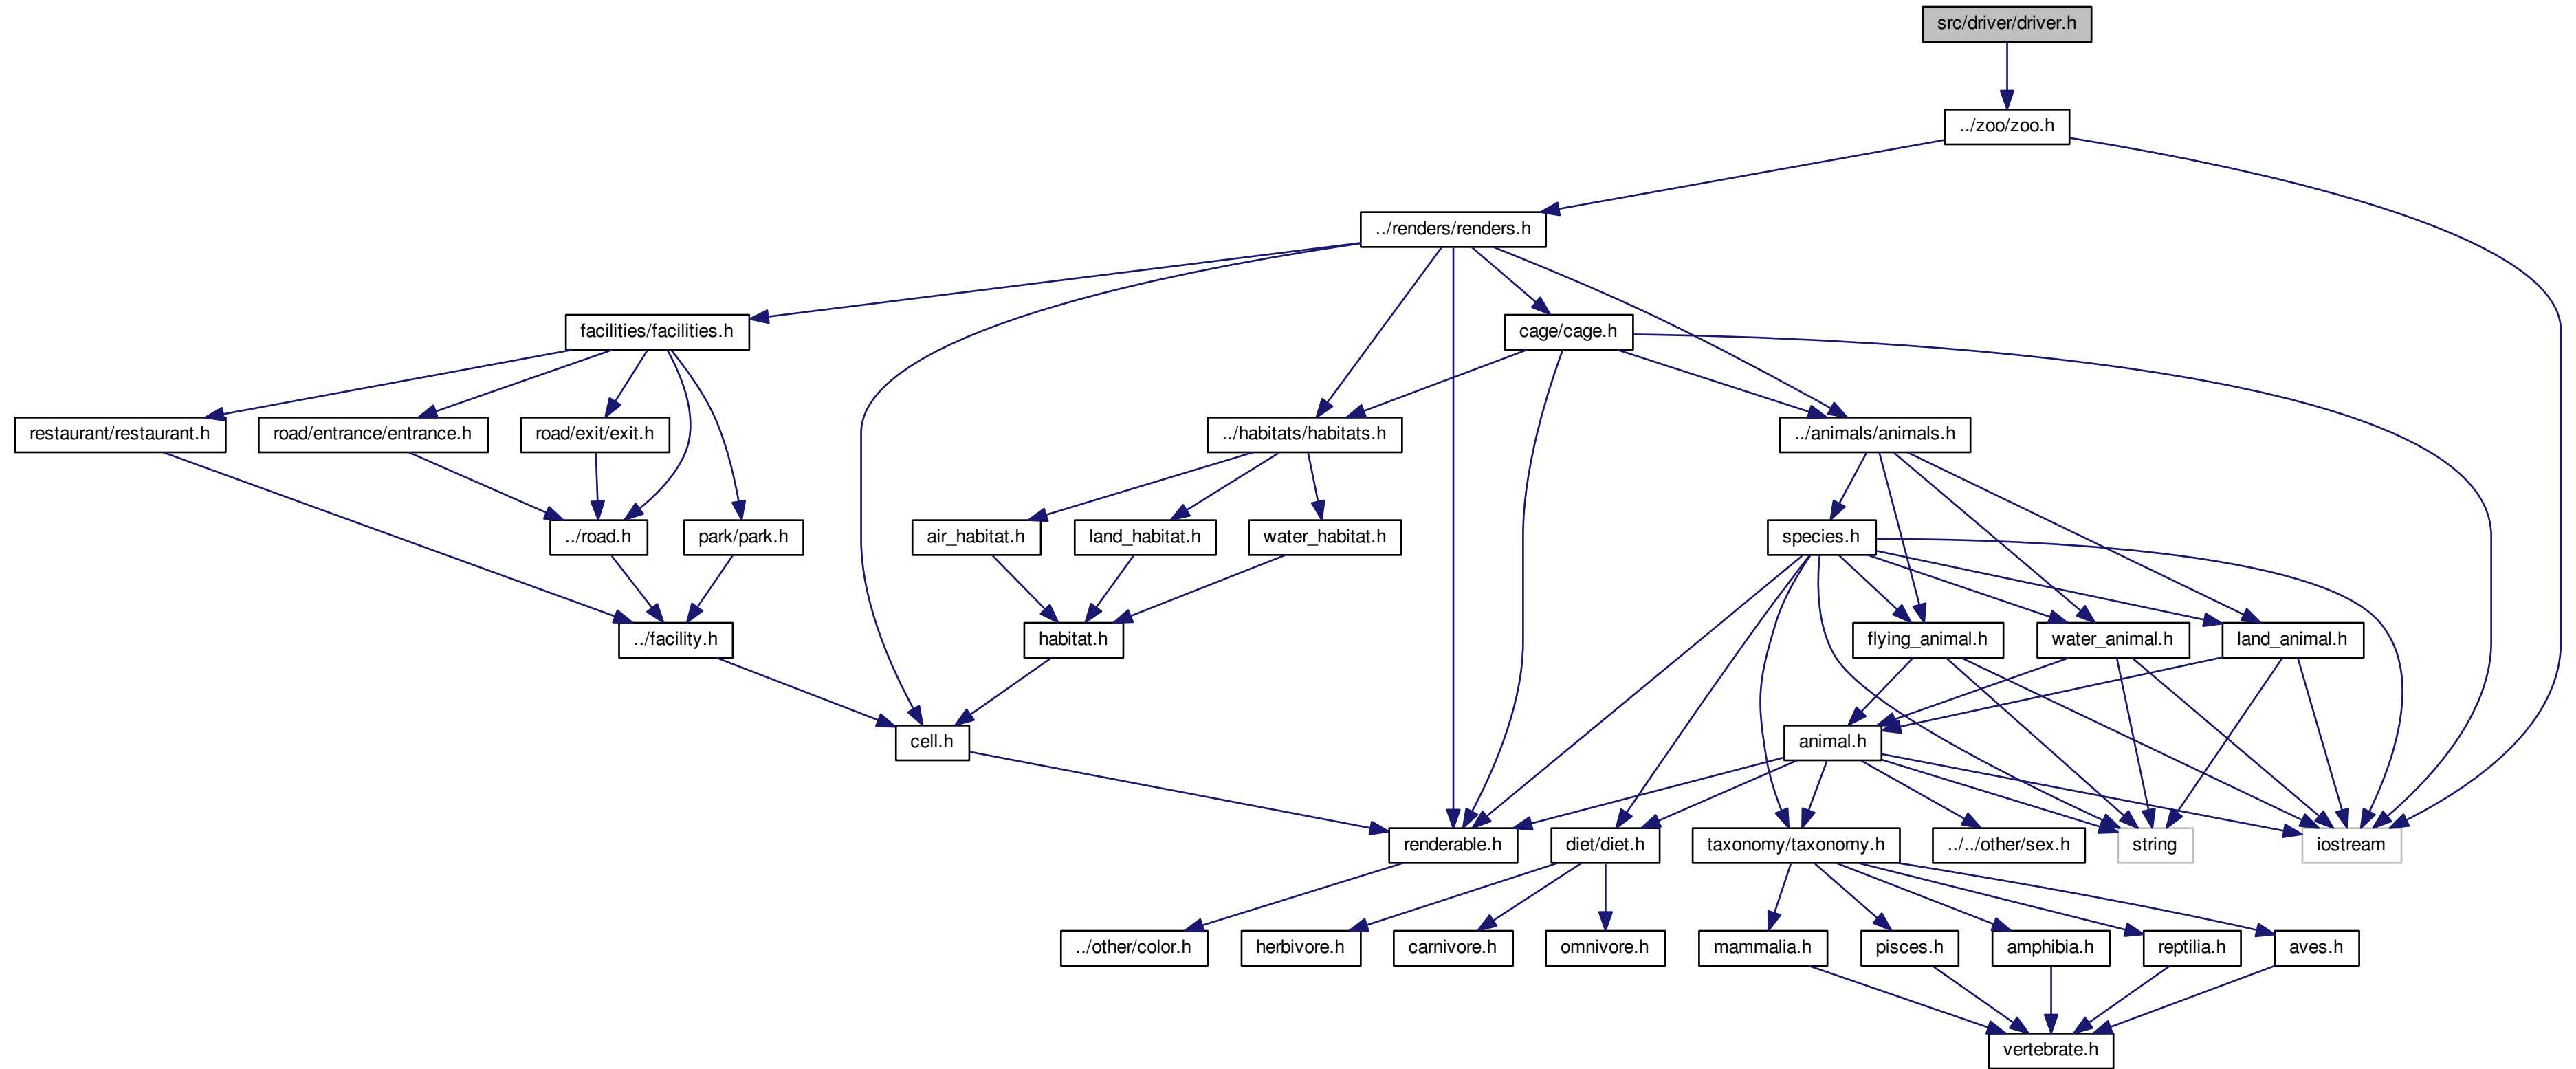 src/driver/driver.h
../zoo/zoo.h
../renders/renders.h
facilities/facilities.h
cage/cage.h
restaurant/restaurant.h
road/entrance/entrance.h
road/exit/exit.h
../habitats/habitats.h
../animals/animals.h
../road.h
park/park.h
air_habitat.h
land_habitat.h
water_habitat.h
species.h
../facility.h
habitat.h
flying_animal.h
water_animal.h
land_animal.h
cell.h
animal.h
renderable.h
diet/diet.h
taxonomy/taxonomy.h
../../other/sex.h
string
iostream
../other/color.h
herbivore.h
carnivore.h
omnivore.h
mammalia.h
pisces.h
amphibia.h
reptilia.h
aves.h
vertebrate.h